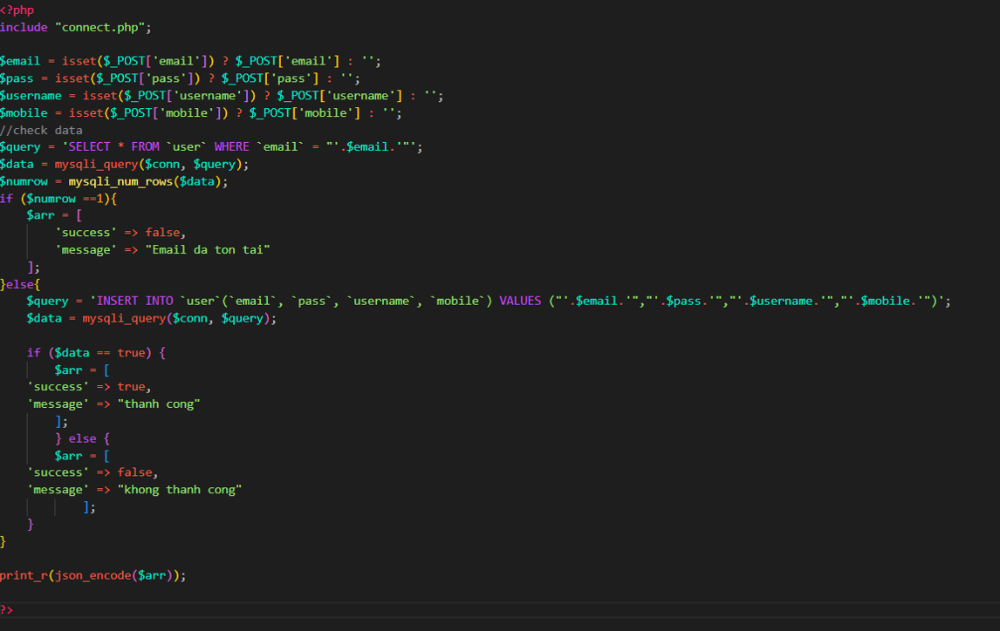 <?php
include "connect.php";
$email = isset($_POST['email']) ? $_POST['email'] : '';
$pass = isset($_POST['pass']) ? $_POST['pass'] : '';
$username = isset($_POST['username']) ? $_POST['username'] : '';
$mobile = isset($_POST['mobile']) ? $_POST['mobile'] : '';
//check data
$query = 'SELECT * FROM `user` WHERE `email` = "'.$email.'"';
$data = mysqli_query($conn, $query);
$numrow = mysqli_num_rows($data);
if ($numrow ==1){
    $arr = [
        'success' => false,
        'message' => "Email da ton tai"
    ];
}else{
    $query = 'INSERT INTO `user`(`email`, `pass`, `username`, `mobile`) VALUES ("'.$email.'","'.$pass.'","'.$username.'","'.$mobile.'")';
    $data = mysqli_query($conn, $query);
    if ($data == true) {
        $arr = [
    'success' => true,
    'message' => "thanh cong"
        ];
        } else {
        $arr = [
    'success' => false,
    'message' => "khong thanh cong"
            ];
    }
}
print_r(json_encode($arr));
?>